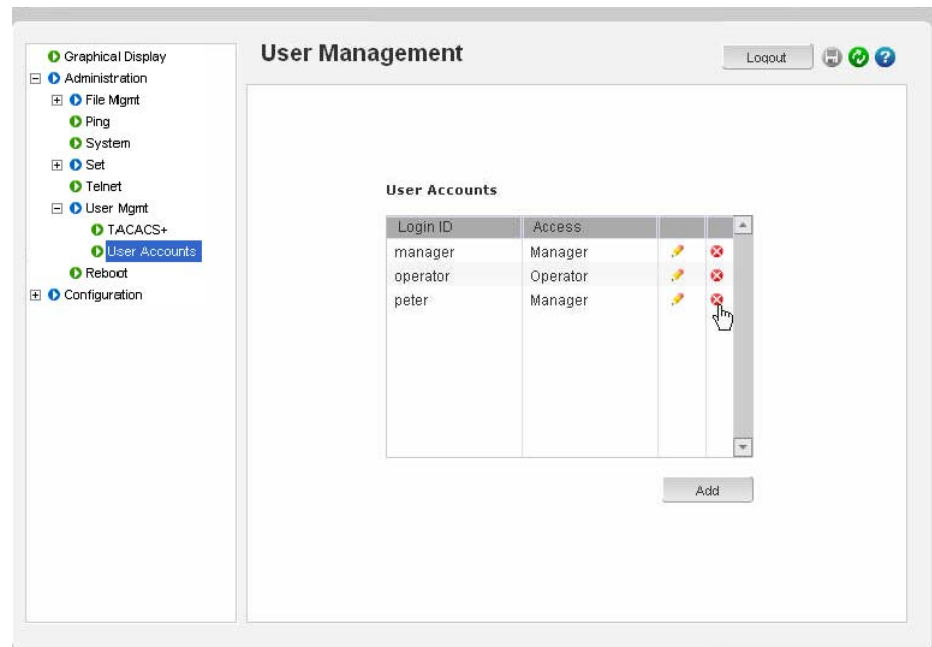 User Management
Logout
Graphical Display
Administration
File Mgmt
Ping
System
Set
Telnet
User Mgmt
TACACS+
User Accounts
Reboot
Configuration
User Accounts
Login ID Access
manager Manager
operator Operator
peter Manager
Add